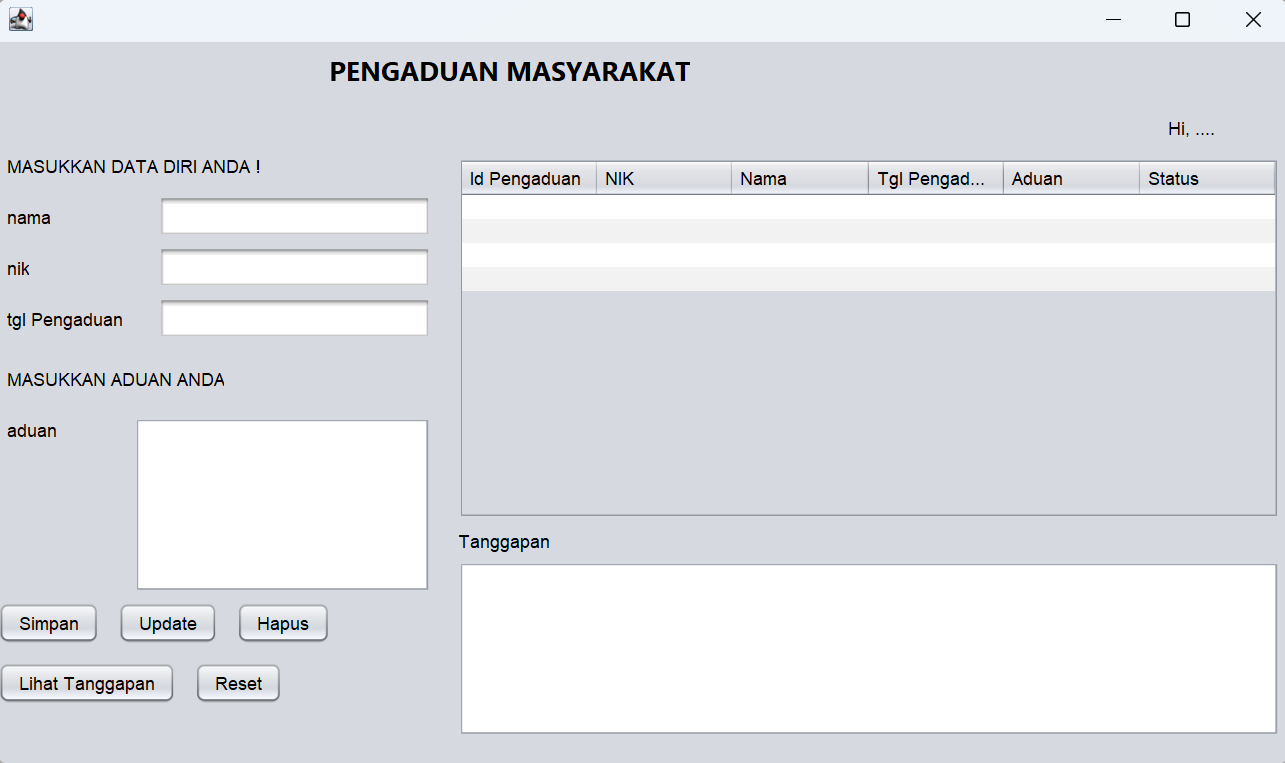 PENGADUAN MASYARAKAT
Hi, ....
MASUKKAN DATA DIRI ANDA !
nama
nik
tgl Pengaduan
MASUKKAN ADUAN ANDA
aduan
Simpan Update Hapus
Lihat Tanggapan Reset
Id Pengaduan NIK Nama Tgl Pengad... Aduan Status
Tanggapan